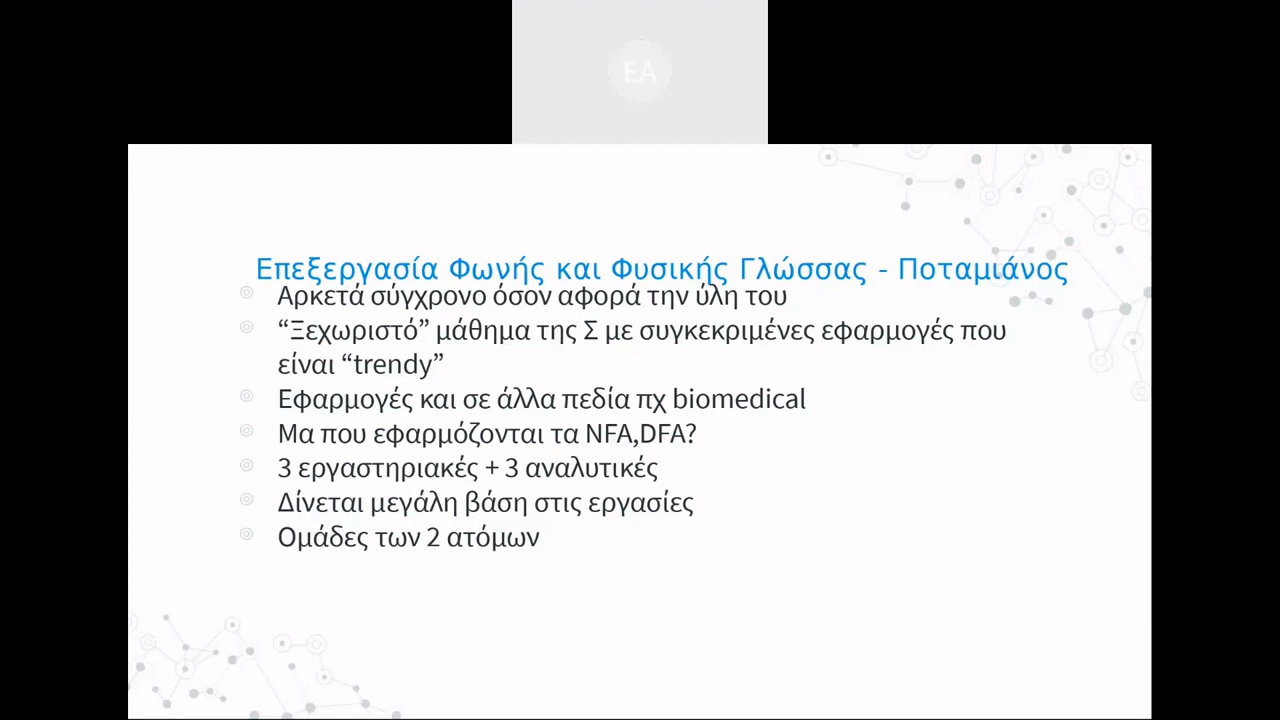 ΕΑ
Επεξεργασία Φωνής και Φυσικής Γλώσσας - Ποταμιάνος
Αρκετά σύγχρονο όσον αφορά την ύλη του
“Ξεχωριστό” μάθημα της Σ με συγκεκριμένες εφαρμογές που
είναι “trendy”
Εφαρμογές και σε άλλα πεδία πχ biomedical
Μα που εφαρμόζονται τα NFA,DFA?
3 εργαστηριακές + 3 αναλυτικές
Δίνεται μεγάλη βάση στις εργασίες
Ομάδες των 2 ατόμων